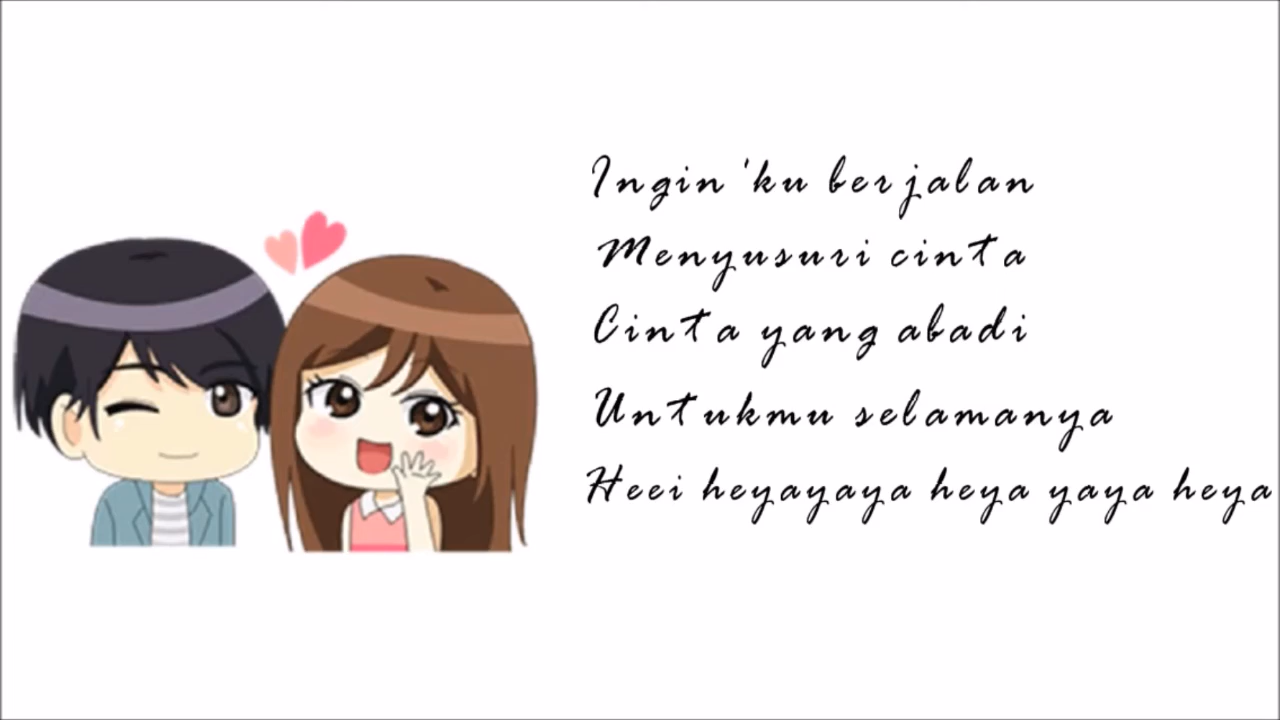 Ingin 'ku berjalan
Menyusuri cinta
Cinta yang abadi
Untukmu selamanya
Heei heyayaya heya yaya heya